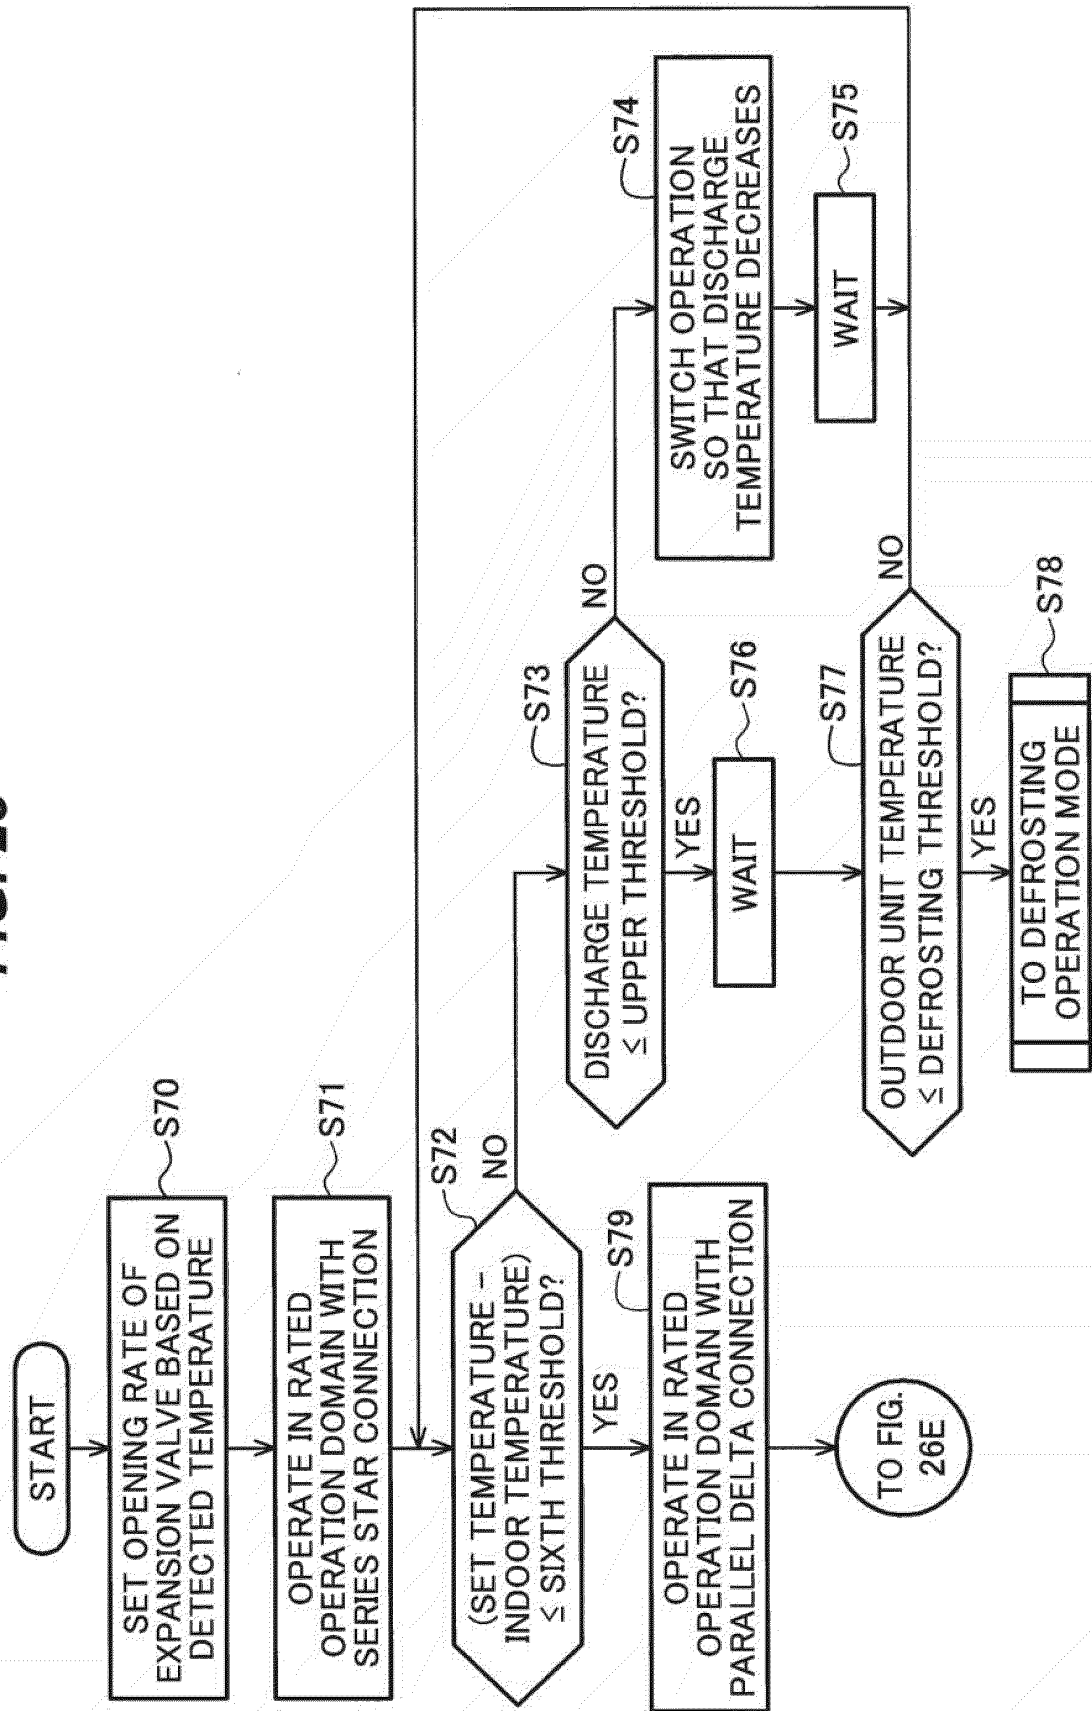 START
SET OPENING RATE OF
EXPANSION VALVE BASED ON
DETECTED TEMPERATURE
S70
OPERATE IN RATED
OPERATION DOMAIN WITH
SERIES STAR CONNECTION
S71
(SET TEMPERATURE –
INDOOR TEMPERATURE)
≤ SIXTH THRESHOLD?
S72
NO
YES
OPERATE IN RATED
OPERATION DOMAIN WITH
PARALLEL DELTA CONNECTION
S79
TO FIG.
26E
DISCHARGE TEMPERATURE
≤ UPPER THRESHOLD?
S73
NO
YES
WAIT
S76
OUTDOOR UNIT TEMPERATURE
≤ DEFROSTING THRESHOLD?
S77
NO
YES
TO DEFROSTING
OPERATION MODE
S78
SWITCH OPERATION
SO THAT DISCHARGE
TEMPERATURE DECREASES
S74
WAIT
S75